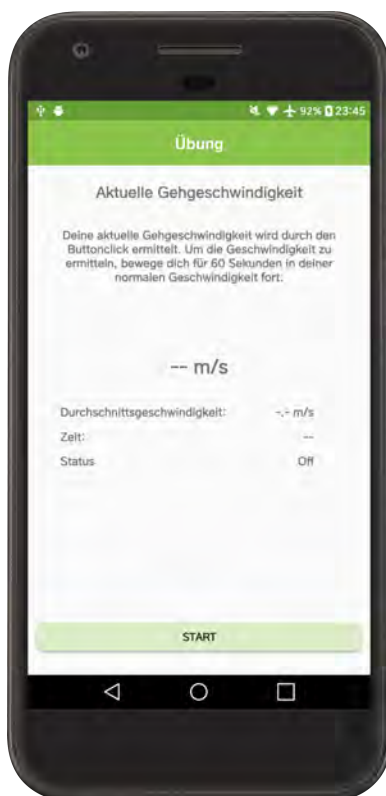 92% 23:45
Übung
Aktuelle Gehgeschwindigkeit
Deine aktuelle Gehgeschwindigkeit wird durch den
Buttonclick ermittelt. Um die Geschwindigkeit zu
ermitteln, bewege dich für 60 Sekunden in deiner
normalen Geschwindigkeit fort.
-- m/s
Durchschnittsgeschwindigkeit: -.- m/s
Zeit: --
Status Off
START